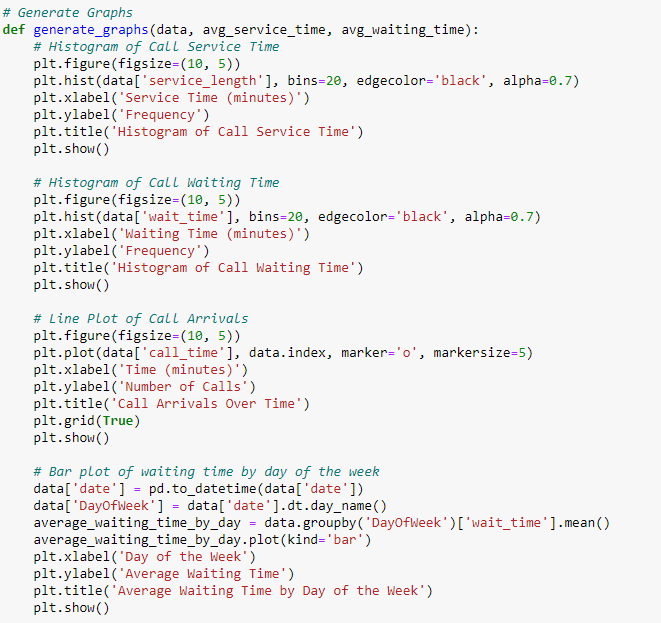 # Generate Graphs
def generate_graphs(data, avg_service_time, avg_waiting_time):
    # Histogram of Call Service Time
    plt.figure(figsize=(10, 5))
    plt.hist(data['service_length'], bins=20, edgecolor='black', alpha=0.7)
    plt.xlabel('Service Time (minutes)')
    plt.ylabel('Frequency')
    plt.title('Histogram of Call Service Time')
    plt.show()

    # Histogram of Call Waiting Time
    plt.figure(figsize=(10, 5))
    plt.hist(data['wait_time'], bins=20, edgecolor='black', alpha=0.7)
    plt.xlabel('Waiting Time (minutes)')
    plt.ylabel('Frequency')
    plt.title('Histogram of Call Waiting Time')
    plt.show()

    # Line Plot of Call Arrivals
    plt.figure(figsize=(10, 5))
    plt.plot(data['call_time'], data.index, marker='o', markersize=5)
    plt.xlabel('Time (minutes)')
    plt.ylabel('Number of Calls')
    plt.title('Call Arrivals Over Time')
    plt.grid(True)
    plt.show()

    # Bar plot of waiting time by day of the week
    data['date'] = pd.to_datetime(data['date'])
    data['DayOfWeek'] = data['date'].dt.day_name()
    average_waiting_time_by_day = data.groupby('DayOfWeek')['wait_time'].mean()
    average_waiting_time_by_day.plot(kind='bar')
    plt.xlabel('Day of the Week')
    plt.ylabel('Average Waiting Time')
    plt.title('Average Waiting Time by Day of the Week')
    plt.show()